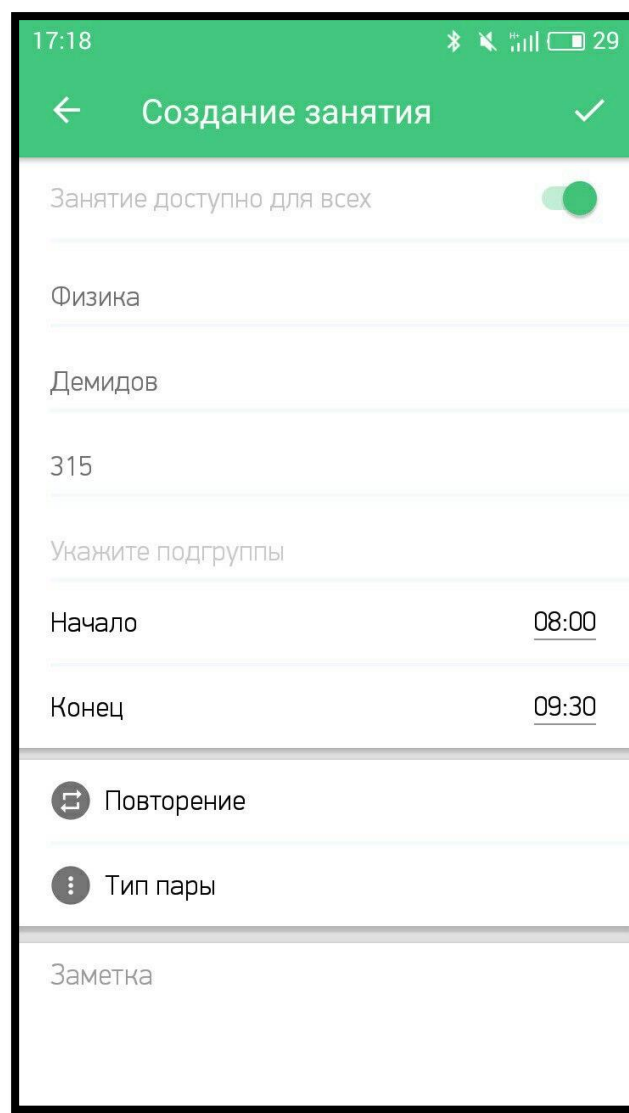 17:18 29
Создание занятия
Занятие доступно для всех
Физика
Демидов
315
Укажите подгруппы
Начало 08:00
Конец 09:30
Повторение
Тип пары
Заметка